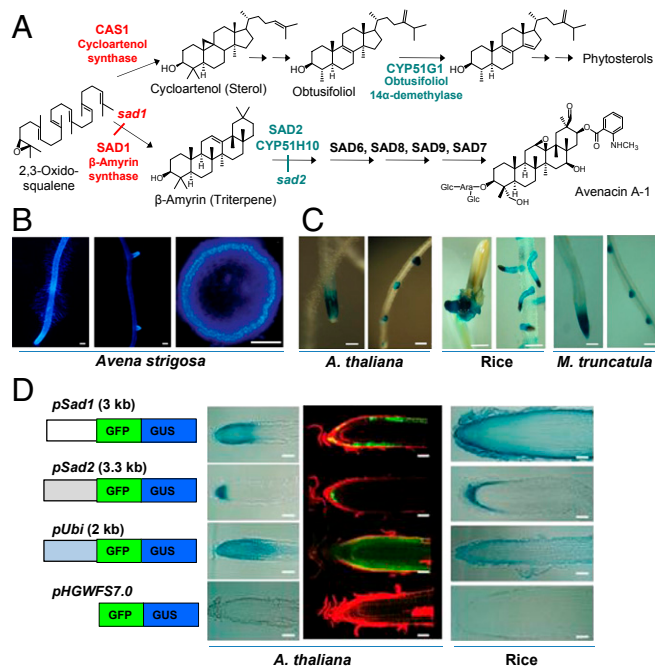 A
CAS1
Cycloartenol
synthase
HO
H
Cycloartenol (Sterol)
HO
H
Obtusifoliol
CYP51G1
Obtusifoliol
14α-demethylase
HO
H
Phytosterols
O
2,3-Oxido-
squalene
sad1
SAD1
β-Amyrin
synthase
HO
H
β-Amyrin (Triterpene)
SAD2
CYP51H10
sad2
SAD6, SAD8, SAD9, SAD7
O
O
O
O
NHCH3
OH
Glc-Ara-O
Glc
H
OH
Avenacin A-1
B
Avena strigosa
C
A. thaliana
Rice
M. truncatula
D
pSad1 (3 kb)
GFP GUS
pSad2 (3.3 kb)
GFP GUS
pUbi (2 kb)
GFP GUS
pHGWFS7.0
GFP GUS
A. thaliana
Rice